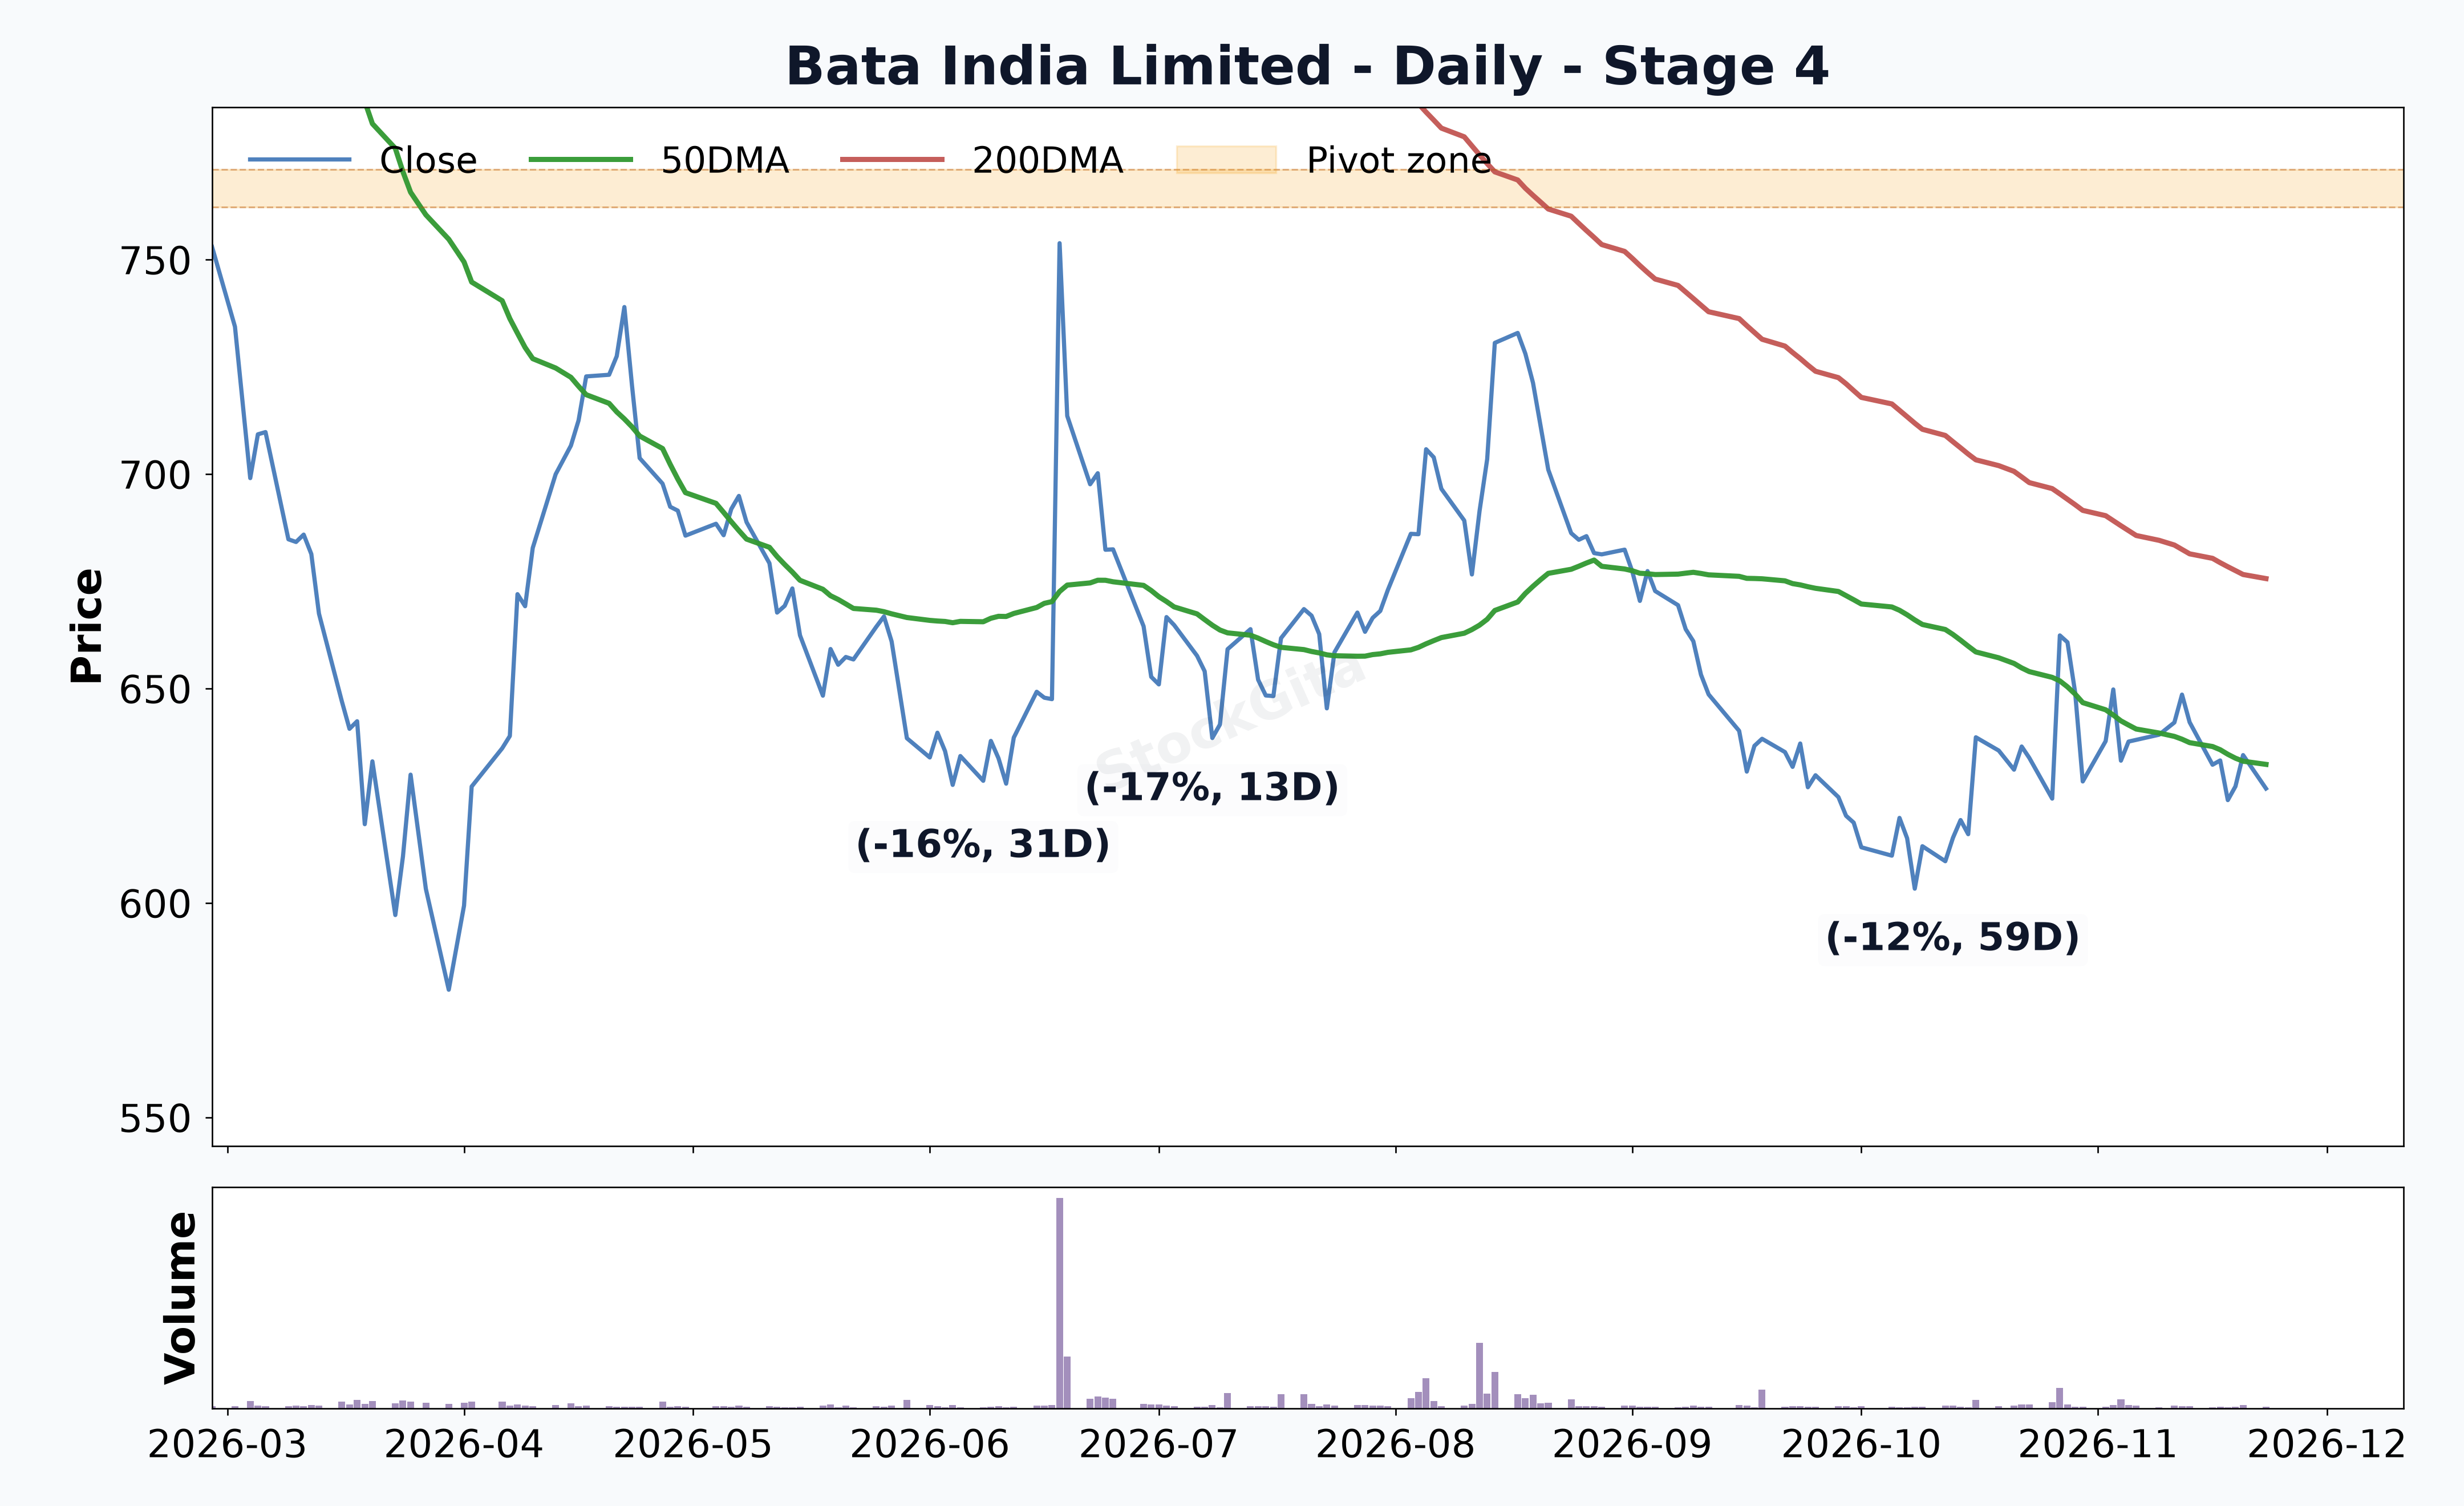 Bata India Limited - Daily - Stage 4
Close 50DMA 200DMA Pivot zone
Price
750
700
650
600
550
StockGita
(-17%, 13D)
(-16%, 31D)
(-12%, 59D)
Volume
2026-03 2026-04 2026-05 2026-06 2026-07 2026-08 2026-09 2026-10 2026-11 2026-12